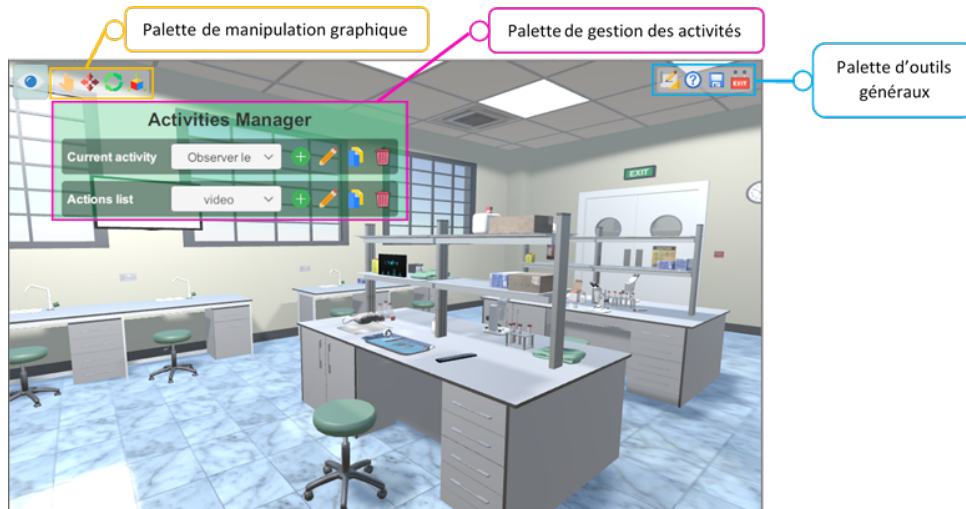 Palette de manipulation graphique
Palette de gestion des activités
Palette d'outils
généraux
EXIT
Activities Manager
Current activity
Observer le
Actions list
video
EXIT